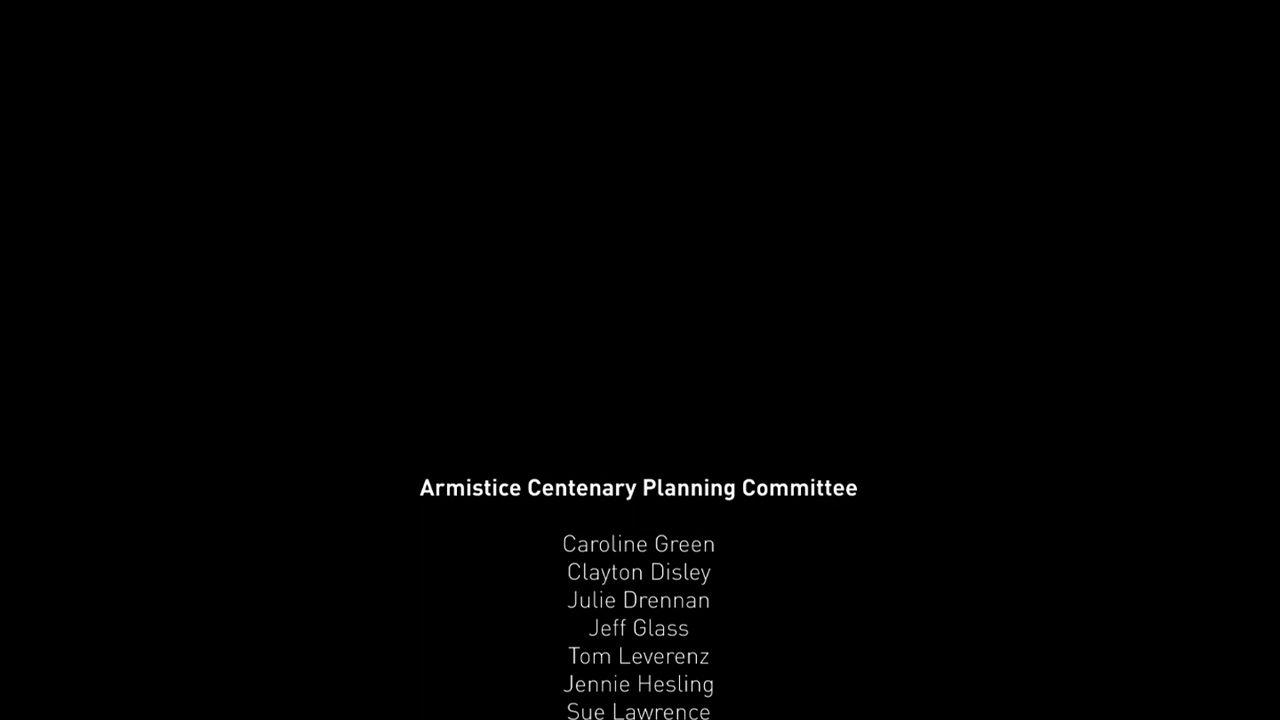 Armistice Centenary Planning Committee
Caroline Green
Clayton Disley
Julie Drennan
Jeff Glass
Tom Leverenz
Jennie Hesling
Sue Lawrence